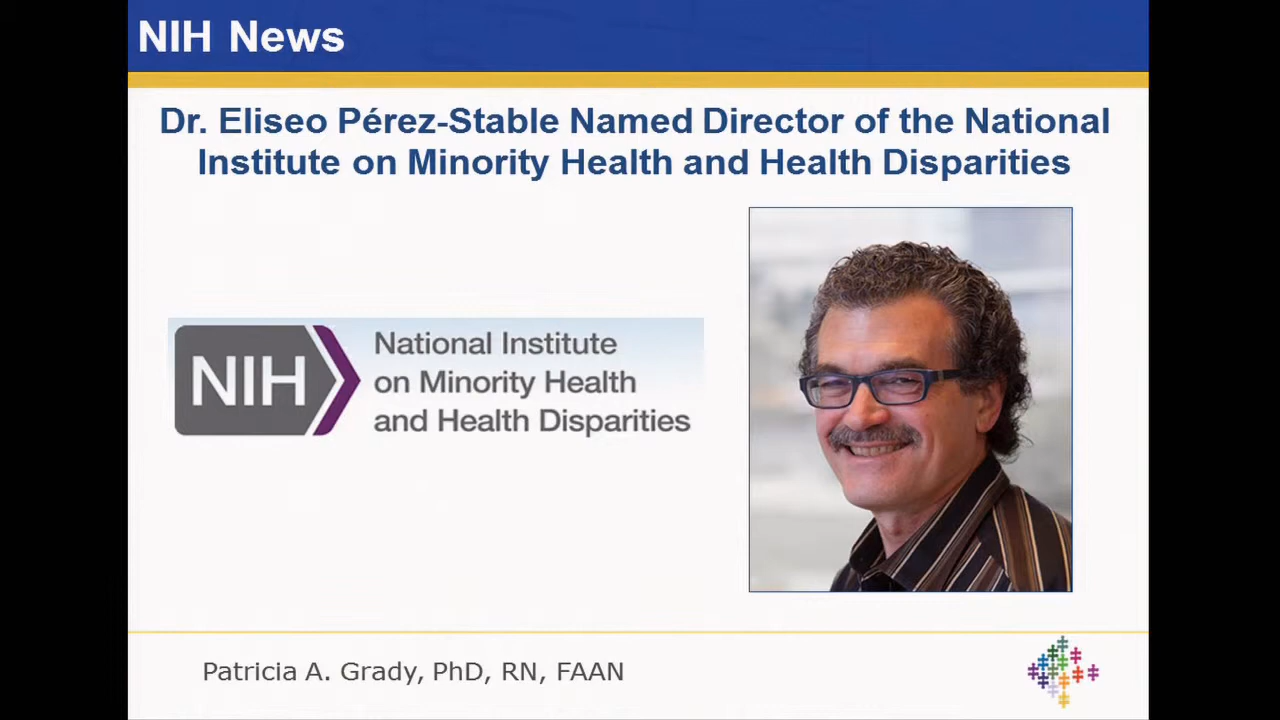 NIH News
Dr. Eliseo Pérez-Stable Named Director of the National
Institute on Minority Health and Health Disparities
NIH
National Institute
on Minority Health
and Health Disparities
Patricia A. Grady, PhD, RN, FAAN